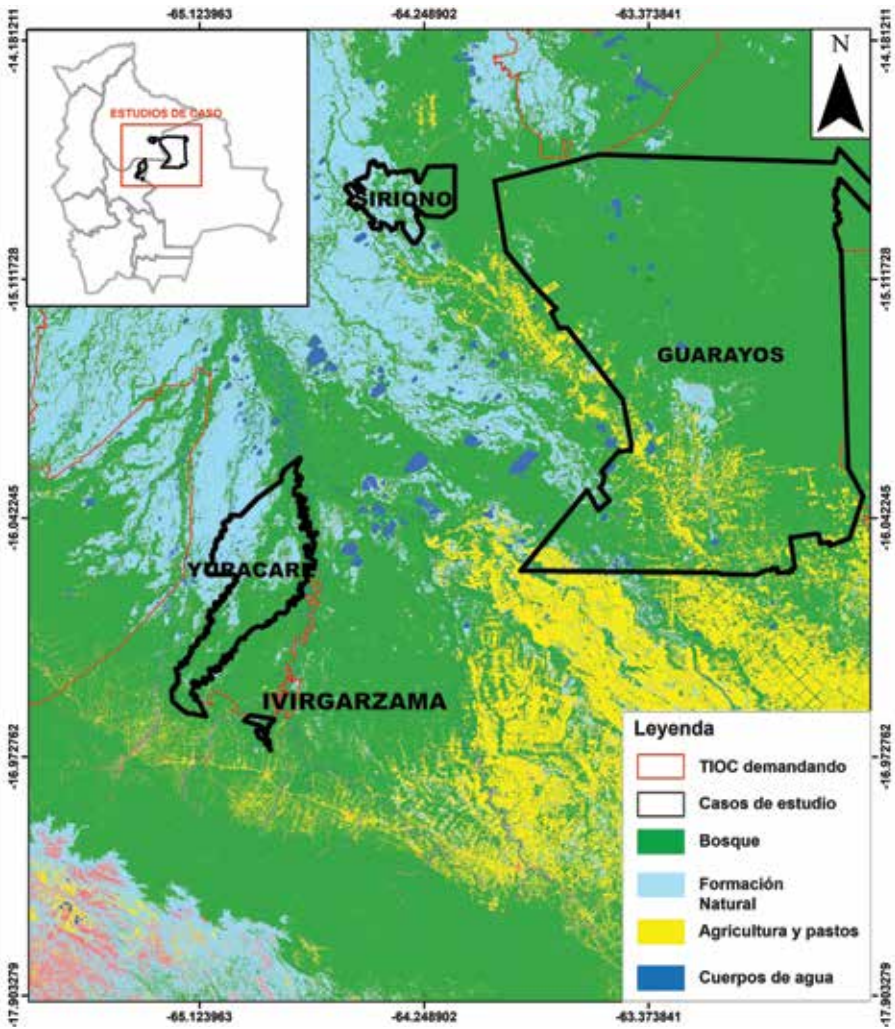 -65.123963
-64.248902
-63.373841
-14.181211
-14.181211
ESTUDIOS DE CASO
N
SIRIONO
-15.111728
-15.111728
GUARAYOS
-16.042245
-16.042245
YURACARE
IVIRGARZAMA
-16.972762
-16.972762
Leyenda
TIOC demandando
Casos de estudio
Bosque
Formación
Natural
Agricultura y pastos
Cuerpos de agua
-17.903279
-17.903279
-65.123963
-64.248902
-63.373841